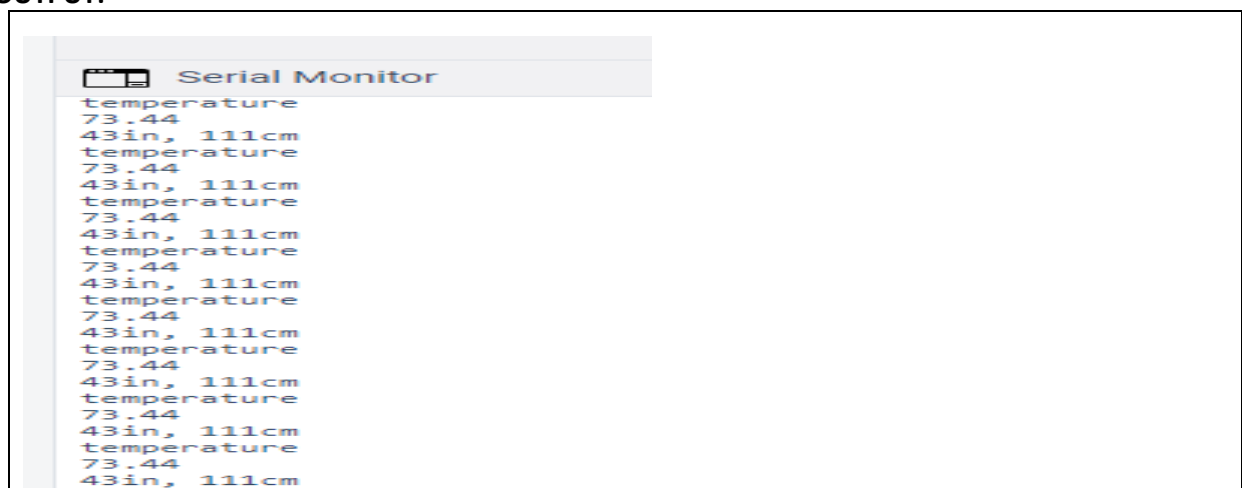 Serial Monitor
temperature
73.44
43in, 111cm
temperature
73.44
43in, 111cm
temperature
73.44
43in, 111cm
temperature
73.44
43in, 111cm
temperature
73.44
43in, 111cm
temperature
73.44
43in, 111cm
temperature
73.44
43in, 111cm
temperature
73.44
43in, 111cm